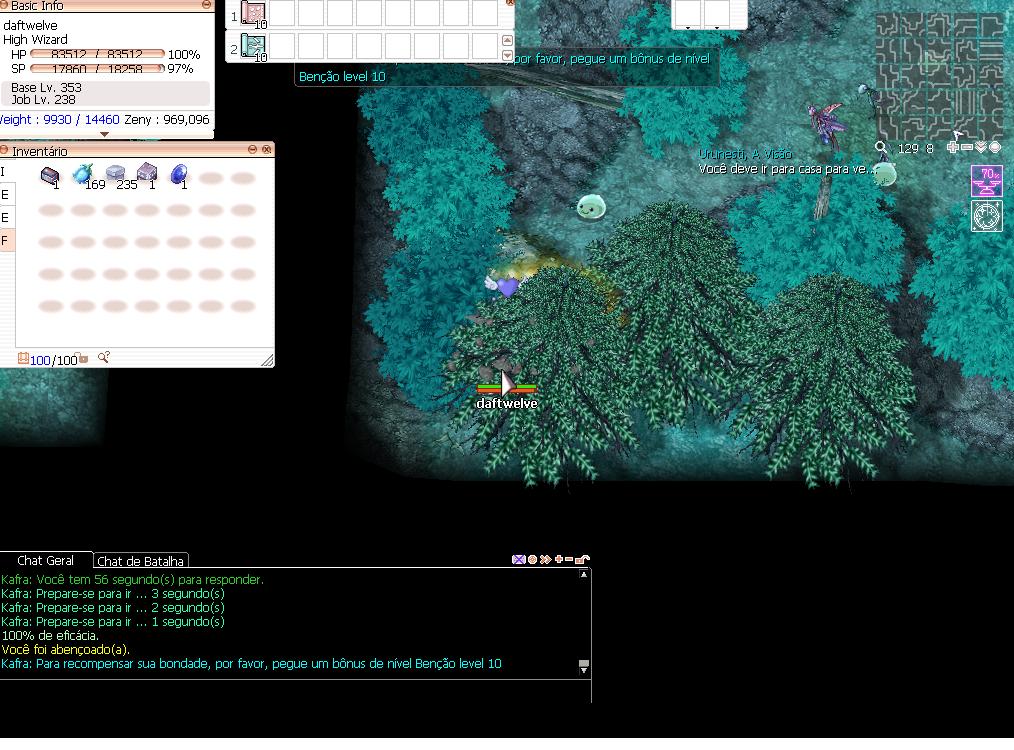 Basic Info
daftwelve
High Wizard
HP 83512 / 83512 100%
SP 17860 / 18258 97%
Base Lv. 353
Job Lv. 238
Weight : 9930 / 14460 Zeny : 969,096
1 10
2 10
por favor, pegue um bônus de nível
Benção level 10
129 8
70%
Inventário
1 169 235 1 1
I
E
E
F
100/100
Urunesti, A Visão
Você deve ir para casa para ve...
daftwelve
Chat Geral Chat de Batalha
Kafra: Você tem 56 segundo(s) para responder.
Kafra: Prepare-se para ir ... 3 segundo(s)
Kafra: Prepare-se para ir ... 2 segundo(s)
Kafra: Prepare-se para ir ... 1 segundo(s)
100% de eficácia.
Você foi abençoado(a).
Kafra: Para recompensar sua bondade, por favor, pegue um bônus de nível Benção level 10